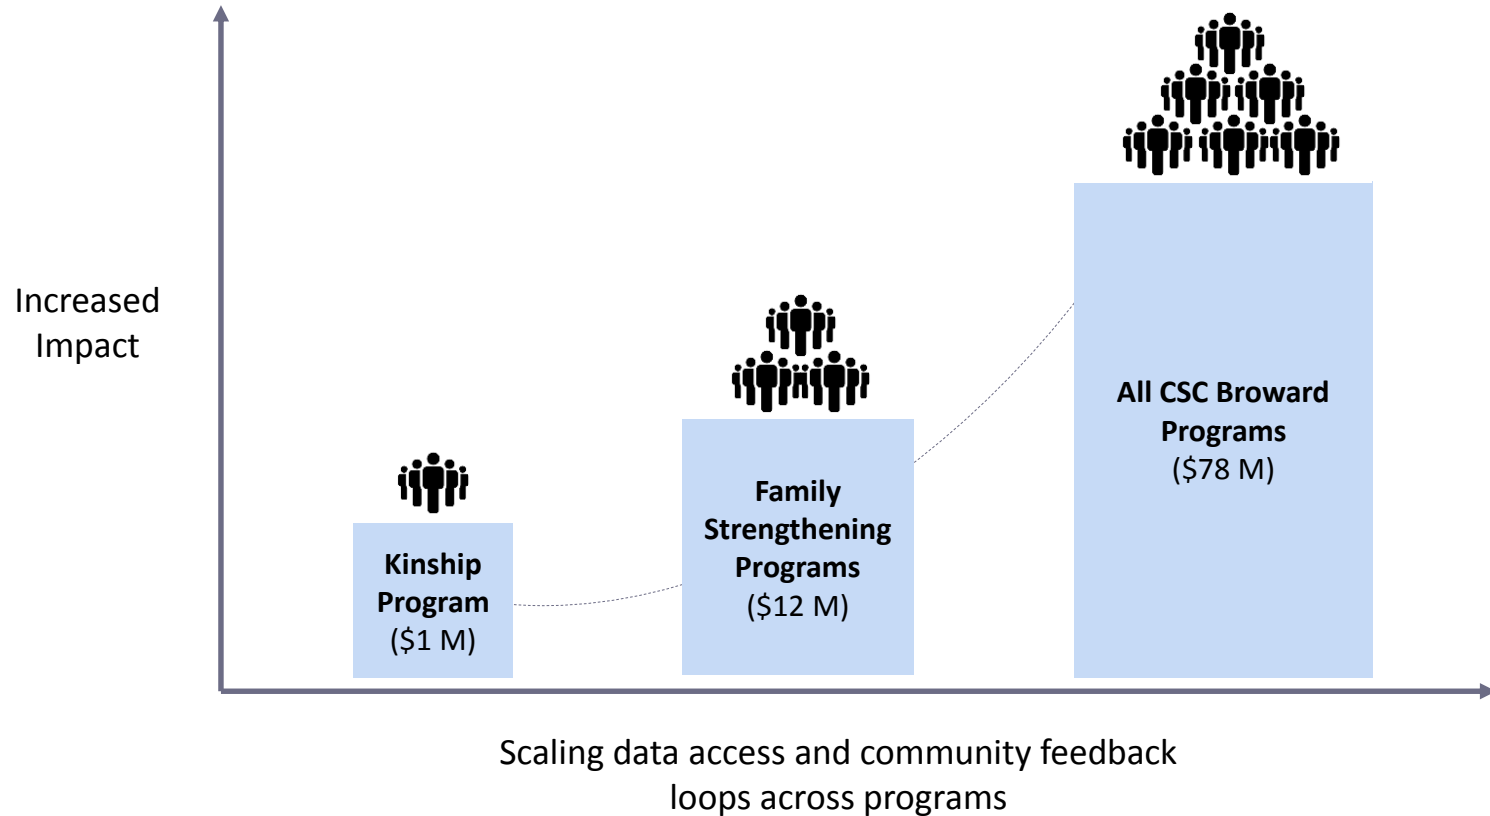 Increased
Impact
Kinship
Program
($1 M)
Family
Strengthening
Programs
($12 M)
All CSC Broward
Programs
($78 M)
Scaling data access and community feedback
loops across programs